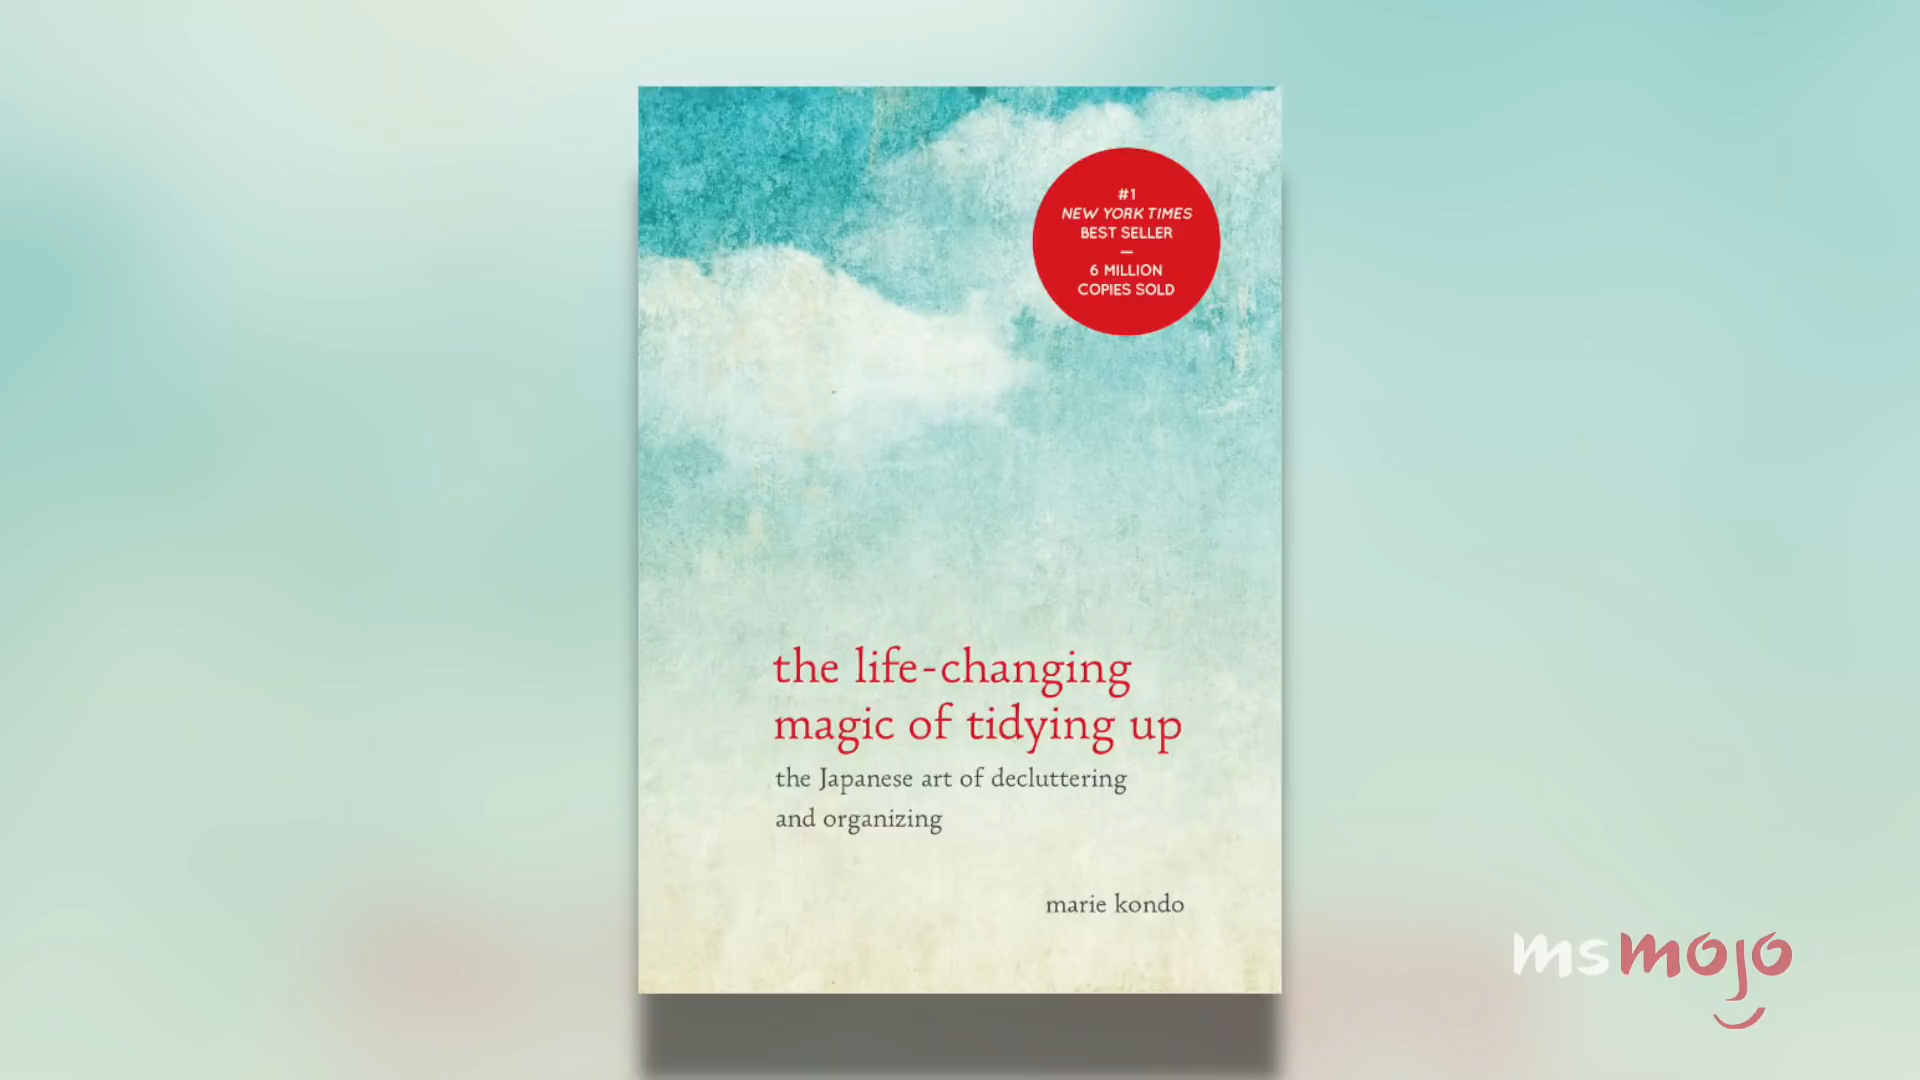 #1
NEW YORK TIMES
BEST SELLER
—
6 MILLION
COPIES SOLD
the life-changing
magic of tidying up
the Japanese art of decluttering
and organizing
marie kondo
msmojo